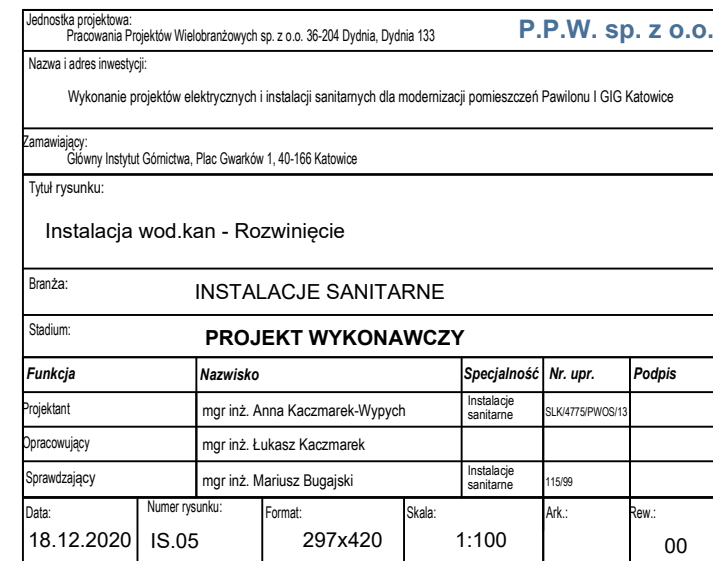 Jednostka projektowa:
Pracowania Projektów Wielobranżowych sp. z o.o. 36-204 Dydnia, Dydnia 133
P.P.W. sp. z o.o.
Nazwa i adres inwestycji:
Wykonanie projektów elektrycznych i instalacji sanitarnych dla modernizacji pomieszczeń Pawilonu I GIG Katowice
Zamawiający:
Główny Instytut Górnictwa, Plac Gwarków 1, 40-166 Katowice
Tytuł rysunku:
Instalacja wod.kan - Rozwinięcie
Branża:
INSTALACJE SANITARNE
Stadium:
PROJEKT WYKONAWCZY
Funkcja Nazwisko Specjalność Nr. upr. Podpis
Projektant mgr inż. Anna Kaczmarek-Wypych Instalacje sanitarne SLK/4775/PWOS/13
Opracowujący mgr inż. Łukasz Kaczmarek
Sprawdzający mgr inż. Mariusz Bugajski Instalacje sanitarne 115/99
Data: Numer rysunku: Format: Skala: Ark.: Rew.:
18.12.2020 IS.05 297x420 1:100 00